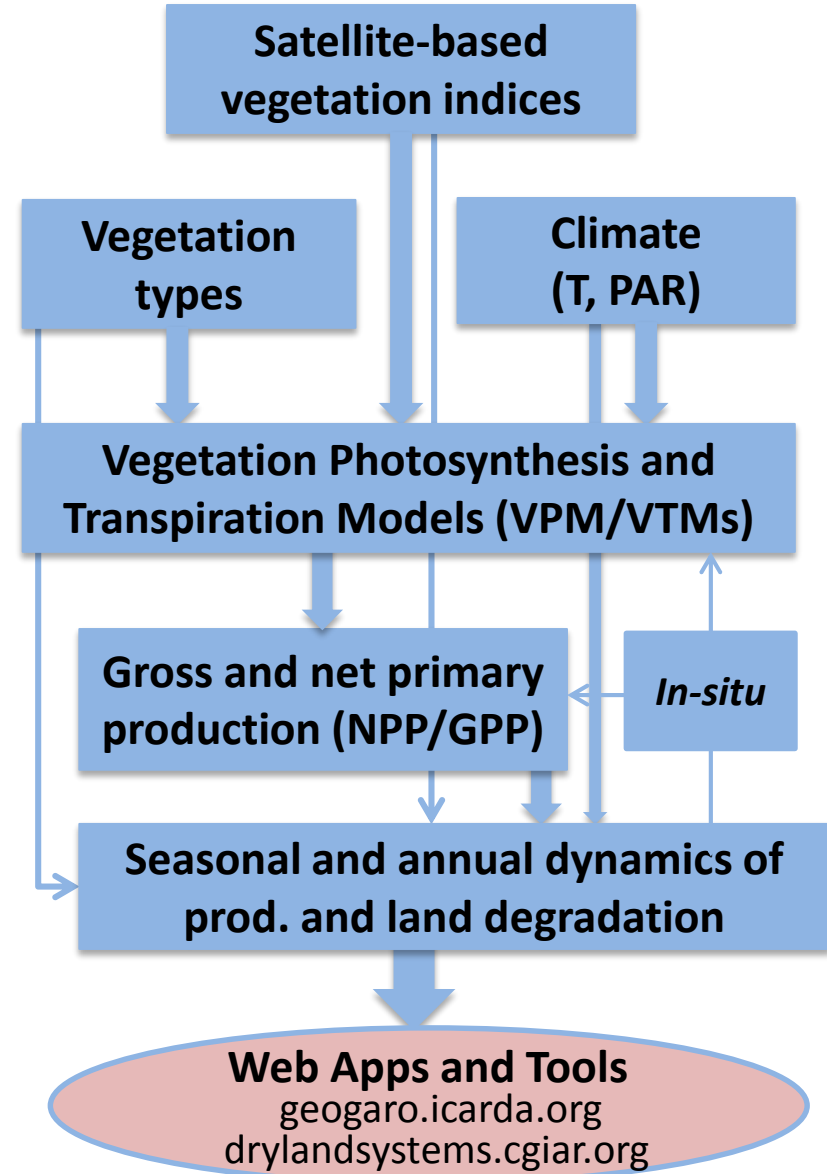 Satellite-based
vegetation indices
Vegetation
types
Climate
(T, PAR)
Vegetation Photosynthesis and
Transpiration Models (VPM/VTMs)
Gross and net primary
production (NPP/GPP)
In-situ
Seasonal and annual dynamics of
prod. and land degradation
Web Apps and Tools
geogaro.icarda.org
drylandsystems.cgiar.org